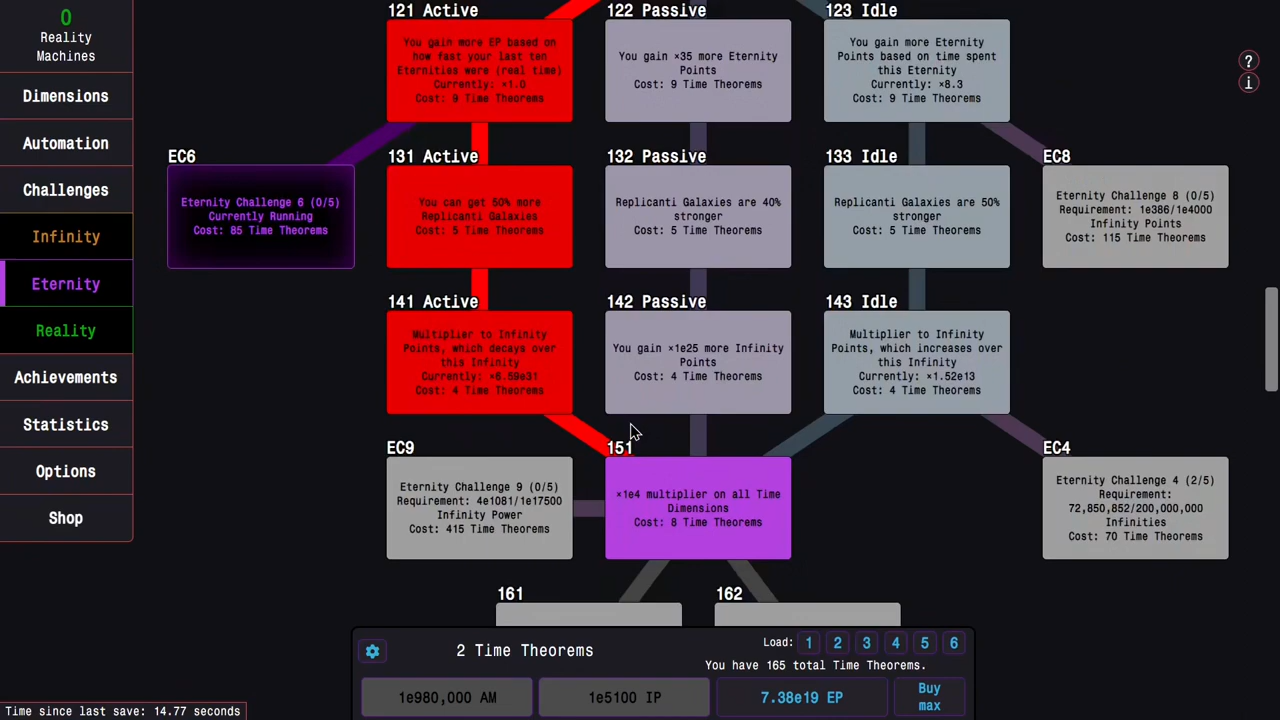 0
Reality
Machines
Dimensions
Automation
Challenges
Infinity
Eternity
Reality
Achievements
Statistics
Options
Shop
Time since last save: 14.77 seconds
121 Active
You gain more EP based on
how fast your last ten
Eternities were (real time)
Currently: ×1.0
Cost: 9 Time Theorems
122 Passive
You gain ×35 more Eternity
Points
Cost: 9 Time Theorems
123 Idle
You gain more Eternity
Points based on time spent
this Eternity
Currently: ×8.3
Cost: 9 Time Theorems
?
i
EC6
Eternity Challenge 6 (0/5)
Currently Running
Cost: 85 Time Theorems
131 Active
You can get 50% more
Replicanti Galaxies
Cost: 5 Time Theorems
132 Passive
Replicanti Galaxies are 40%
stronger
Cost: 5 Time Theorems
133 Idle
Replicanti Galaxies are 50%
stronger
Cost: 5 Time Theorems
EC8
Eternity Challenge 8 (0/5)
Requirement: 1e386/1e4000
Infinity Points
Cost: 115 Time Theorems
141 Active
Multiplier to Infinity
Points, which decays over
this Infinity
Currently: ×6.59e31
Cost: 4 Time Theorems
142 Passive
You gain ×1e25 more Infinity
Points
Cost: 4 Time Theorems
143 Idle
Multiplier to Infinity
Points, which increases over
this Infinity
Currently: ×1.52e13
Cost: 4 Time Theorems
EC9
Eternity Challenge 9 (0/5)
Requirement: 4e1081/1e17500
Infinity Power
Cost: 415 Time Theorems
151
×1e4 multiplier on all Time
Dimensions
Cost: 8 Time Theorems
EC4
Eternity Challenge 4 (2/5)
Requirement:
72,850,852/200,000,000
Infinities
Cost: 70 Time Theorems
161
162
2 Time Theorems
Load: 1 2 3 4 5 6
You have 165 total Time Theorems.
1e980,000 AM
1e5100 IP
7.38e19 EP
Buy
max